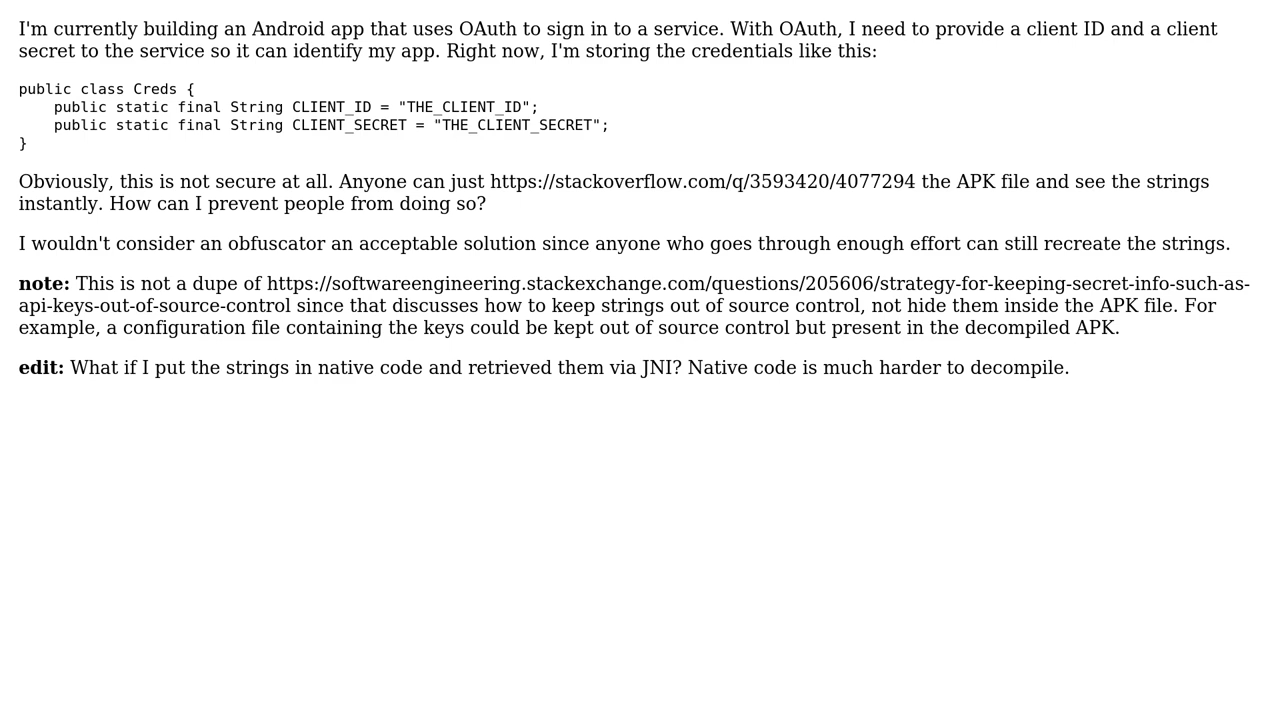 I'm currently building an Android app that uses OAuth to sign in to a service. With OAuth, I need to provide a client ID and a client
secret to the service so it can identify my app. Right now, I'm storing the credentials like this:
public class Creds {
    public static final String CLIENT_ID = "THE_CLIENT_ID";
    public static final String CLIENT_SECRET = "THE_CLIENT_SECRET";
}
Obviously, this is not secure at all. Anyone can just https://stackoverflow.com/q/3593420/4077294 the APK file and see the strings
instantly. How can I prevent people from doing so?
I wouldn't consider an obfuscator an acceptable solution since anyone who goes through enough effort can still recreate the strings.
note: This is not a dupe of https://softwareengineering.stackexchange.com/questions/205606/strategy-for-keeping-secret-info-such-as-
api-keys-out-of-source-control since that discusses how to keep strings out of source control, not hide them inside the APK file. For
example, a configuration file containing the keys could be kept out of source control but present in the decompiled APK.
edit: What if I put the strings in native code and retrieved them via JNI? Native code is much harder to decompile.